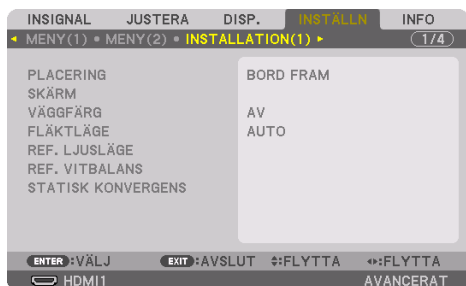 INSIGNAL JUSTERA DISP. INSTÄLLN INFO
◂ MENY(1) • MENY(2) • INSTALLATION(1) ▸ 1/4
PLACERING BORD FRAM
SKÄRM
VÄGGFÄRG AV
FLÄKTLÄGE AUTO
REF. LJUSLÄGE
REF. VITBALANS
STATISK KONVERGENS
ENTER:VÄLJ EXIT:AVSLUT ⬍:FLYTTA ⬌:FLYTTA
HDMI1 AVANCERAT